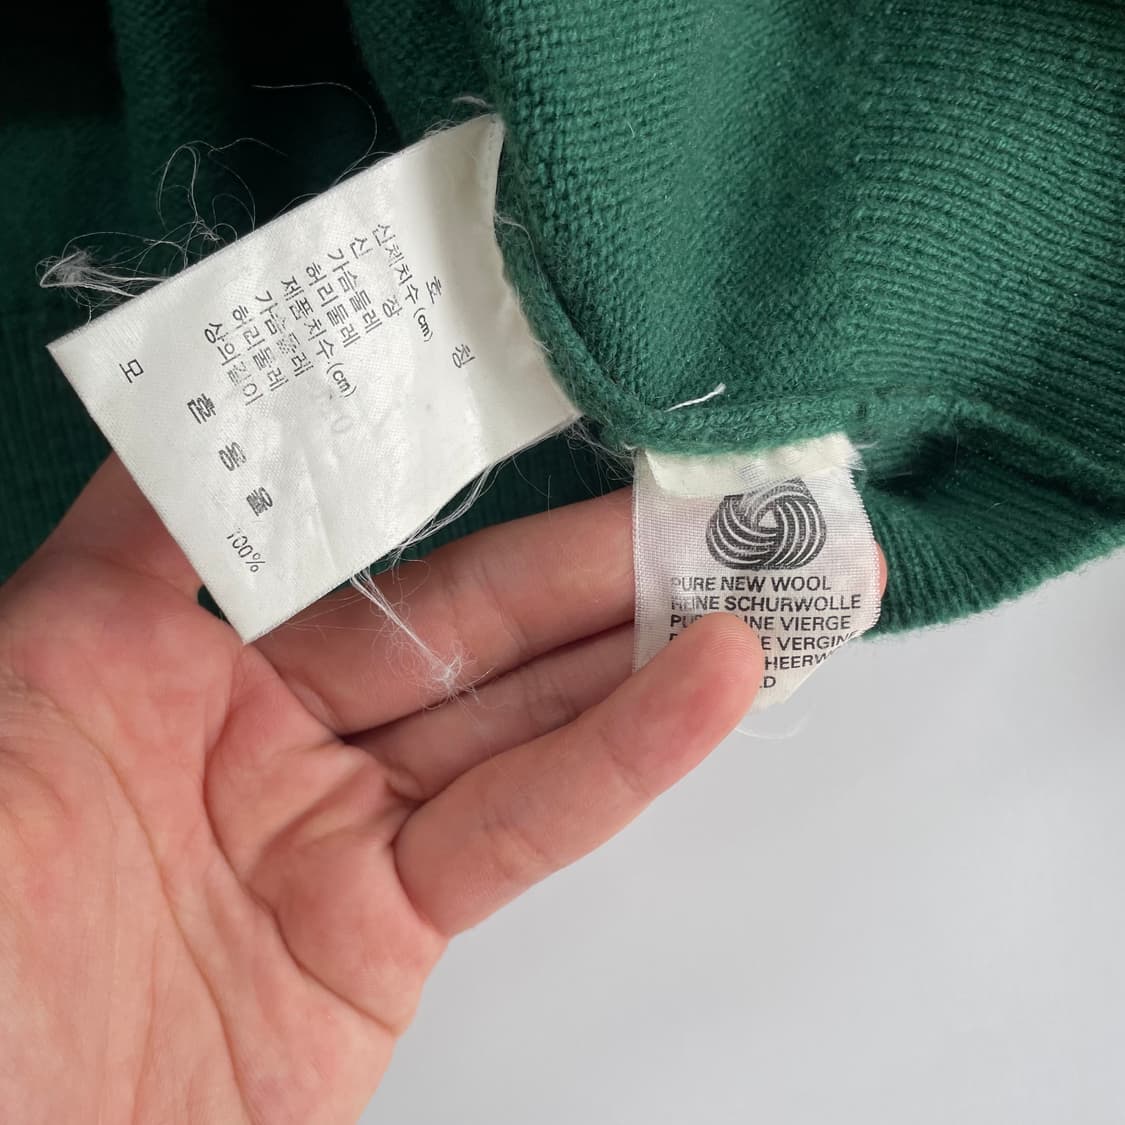 호 칭
신체치수(cm)
신 장
가슴둘레
허리둘레
제품치수(cm)
가슴둘레
허리둘레
상의길이
모 혼용율 100%
PURE NEW WOOL
SCHURWOLLE
VIERGE